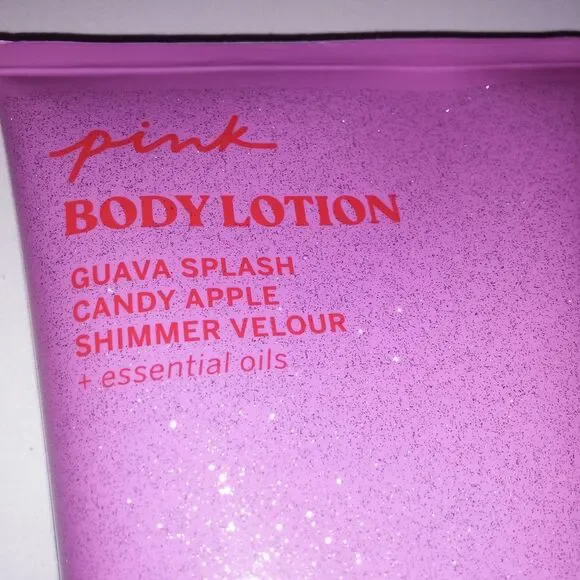 pink
BODY LOTION
GUAVA SPLASH
CANDY APPLE
SHIMMER VELOUR
+ essential oils